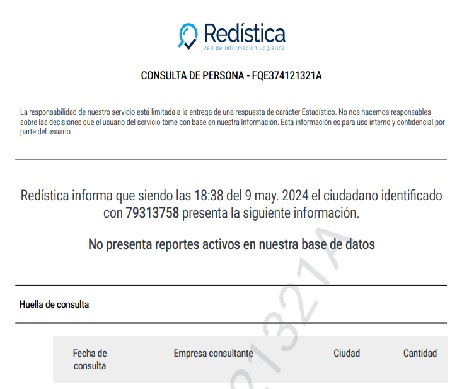 Redística
red de Información Logística
CONSULTA DE PERSONA - FQE374121321A
La responsabilidad de nuestro servicio está limitada a la entrega de una respuesta de carácter Estadístico. No nos hacemos responsables
sobre las decisiones que el usuario del servicio tome con base en nuestra Información. Esta información es para uso interno y confidencial por
parte del usuario
Redística informa que siendo las 18:38 del 9 may. 2024 el ciudadano identificado
con 79313758 presenta la siguiente información.
No presenta reportes activos en nuestra base de datos
Huella de consulta
Fecha de
consulta
Empresa consultante
Ciudad
Cantidad
21321A